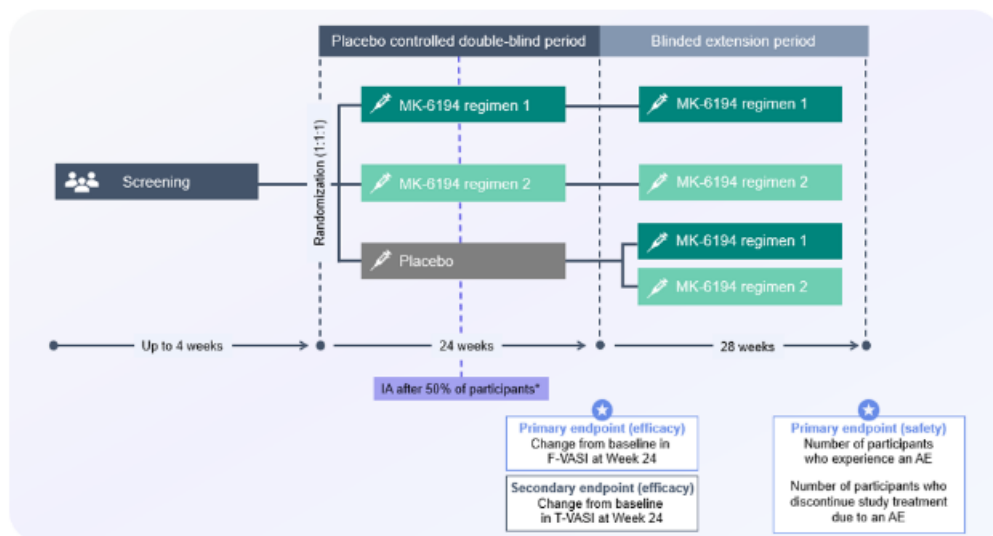 Placebo controlled double-blind period
Blinded extension period
Screening
Randomization (1:1:1)
MK-6194 regimen 1
MK-6194 regimen 1
MK-6194 regimen 2
MK-6194 regimen 2
Placebo
MK-6194 regimen 1
MK-6194 regimen 2
Up to 4 weeks
24 weeks
28 weeks
IA after 50% of participants*
Primary endpoint (efficacy)
Change from baseline in
F-VASI at Week 24
Secondary endpoint (efficacy)
Change from baseline
in T-VASI at Week 24
Primary endpoint (safety)
Number of participants
who experience an AE
Number of participants who
discontinue study treatment
due to an AE